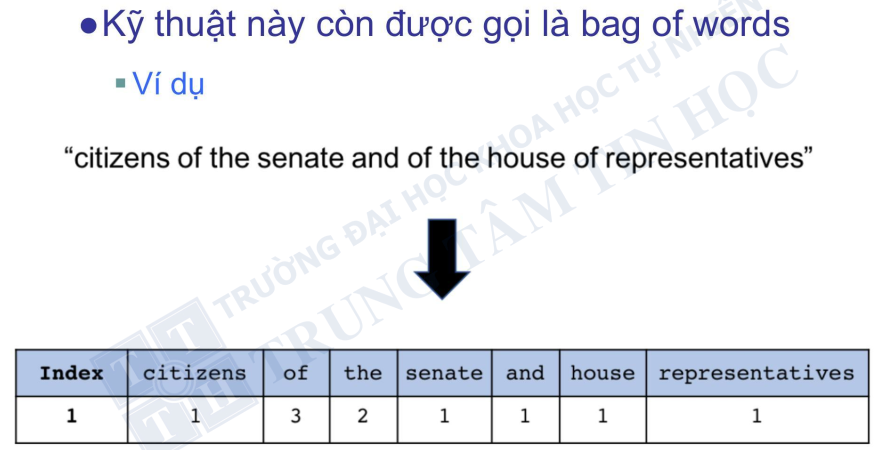 ●Kỹ thuật này còn được gọi là bag of words
▪Ví dụ
“citizens of the senate and of the house of representatives”
TRƯỜNG ĐẠI HỌC KHOA HỌC TỰ NHIÊN
TRUNG TÂM TIN HỌC
Index citizens of the senate and house representatives
1 1 3 2 1 1 1 1